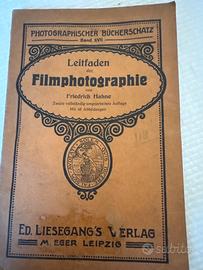 PHOTOGRAPHISCHER BÜCHERSCHATZ
Band XVII
Leitfaden
der
Filmphotographie
von
Friedrich Hahne
Zweite vollständig umgearbeitete Auflage
Mit 48 Abbildungen
ED. LIESEGANG'S VERLAG
M. EGER LEIPZIG
subito